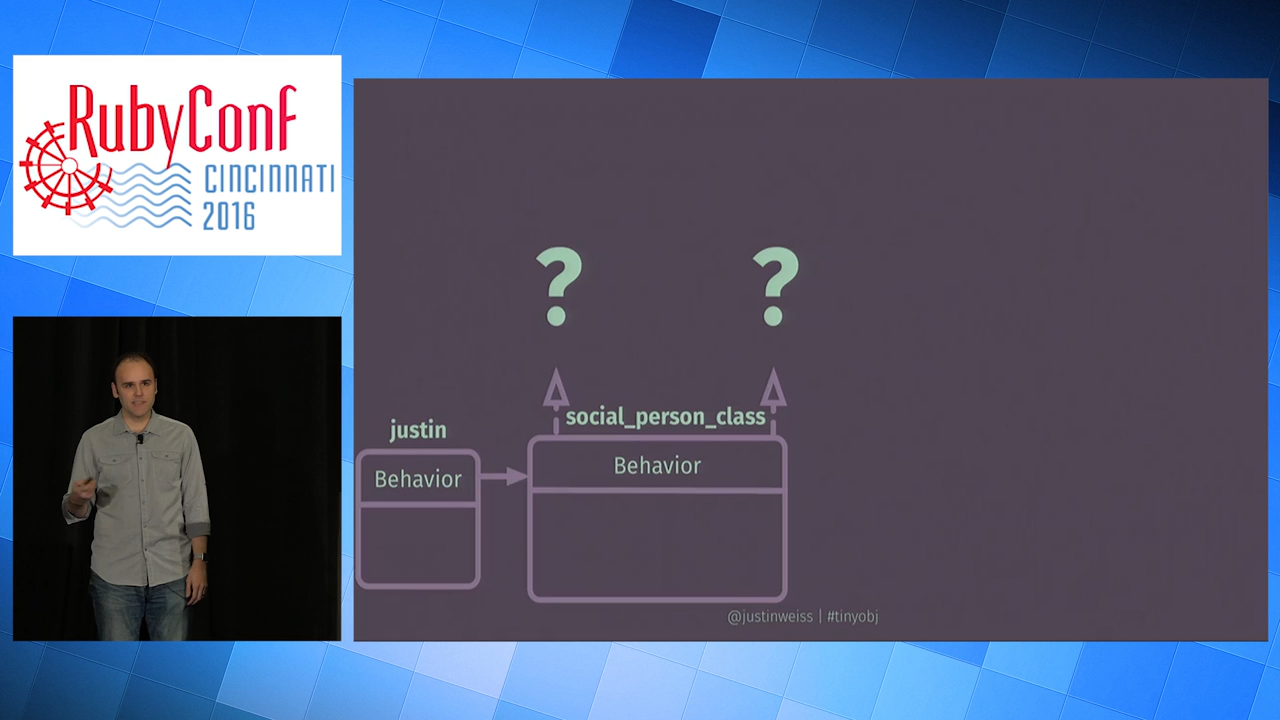 RubyConf
CINCINNATI
2016
? ?
social_person_class
justin
Behavior
Behavior
@justinweiss | #tinyobj